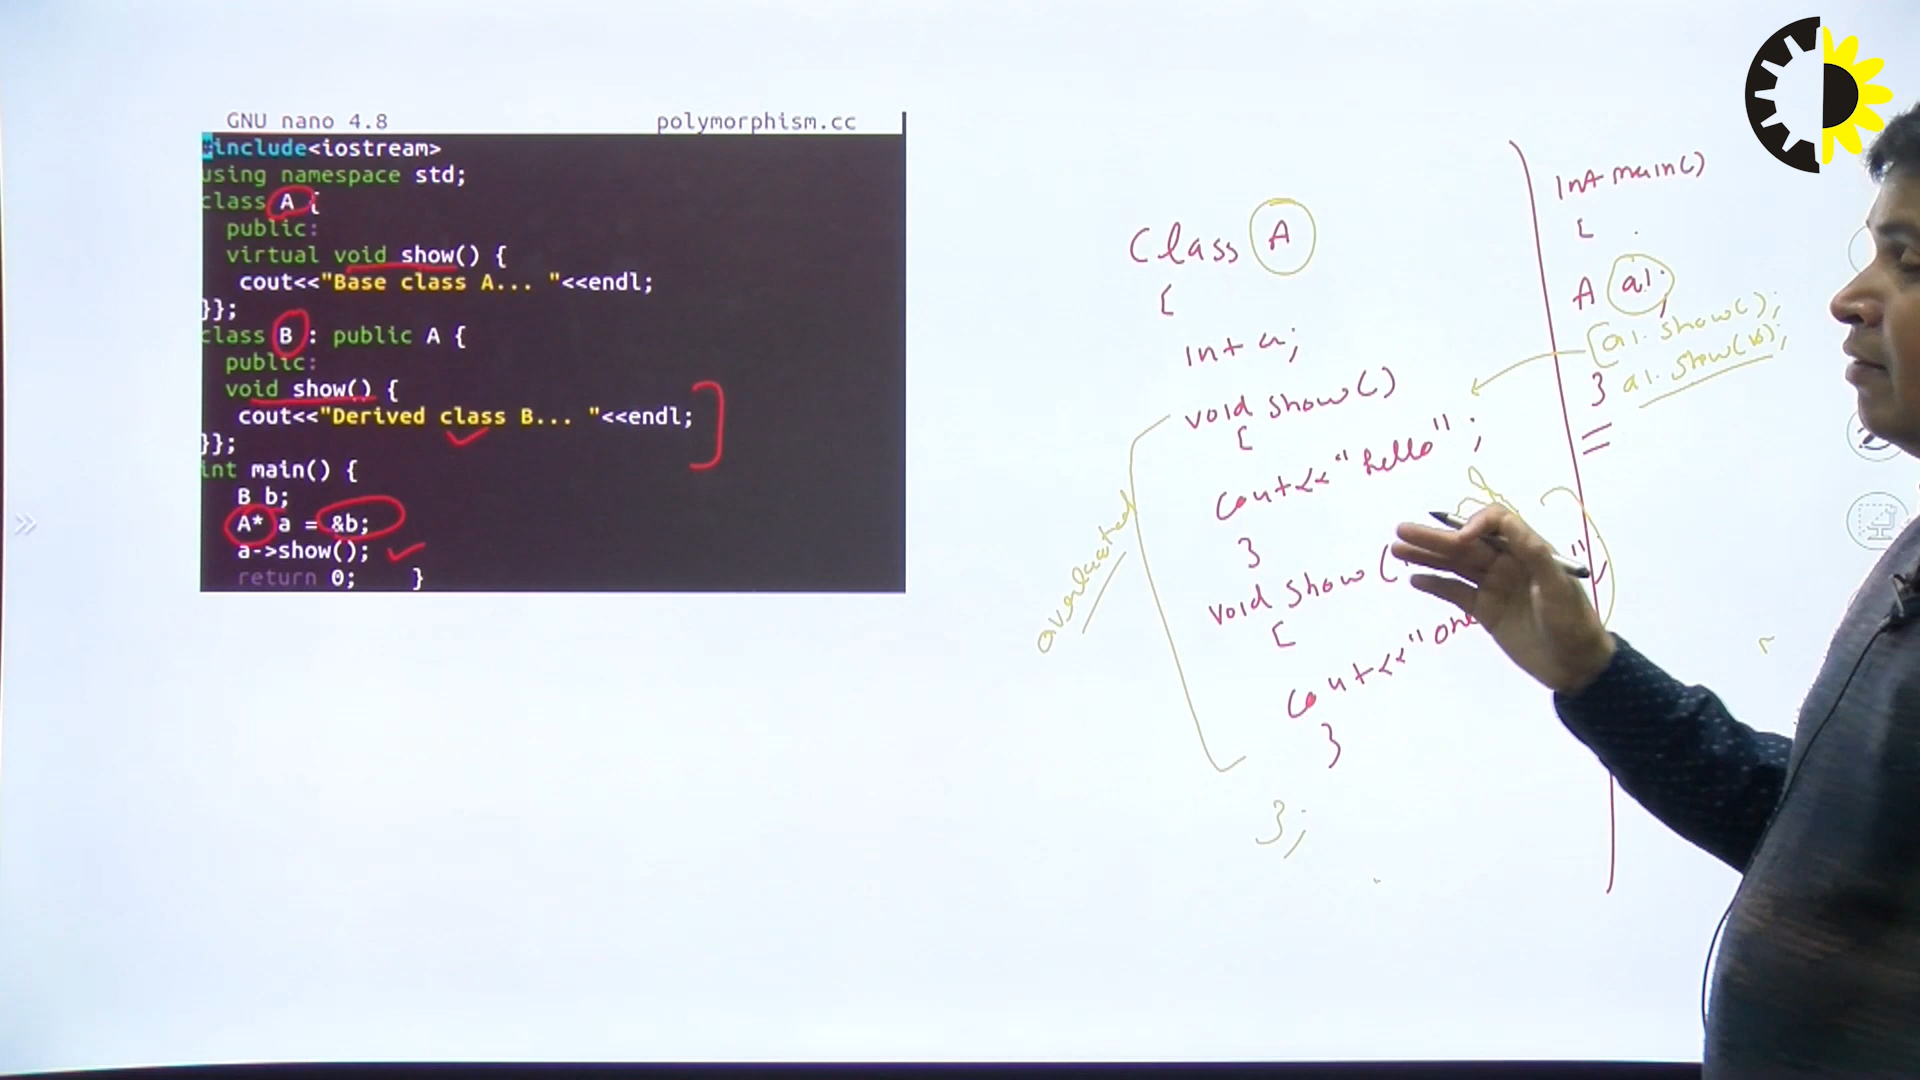 GNU nano 4.8 polymorphism.cc
#include<iostream>
using namespace std;
class A {
public:
virtual void show() {
cout<<"Base class A... "<<endl;
}};
class B : public A {
public:
void show() {
cout<<"Derived class B... "<<endl;
}};
int main() {
B b;
A* a = &b;
a->show();
return 0; }
Class A
{
int a;
void show()
{
cout<<"hello";
}
void show(
{
cout<<"one
}
};
overloaded
int main()
{
A a1;
a1.show();
a1.show(10);
}